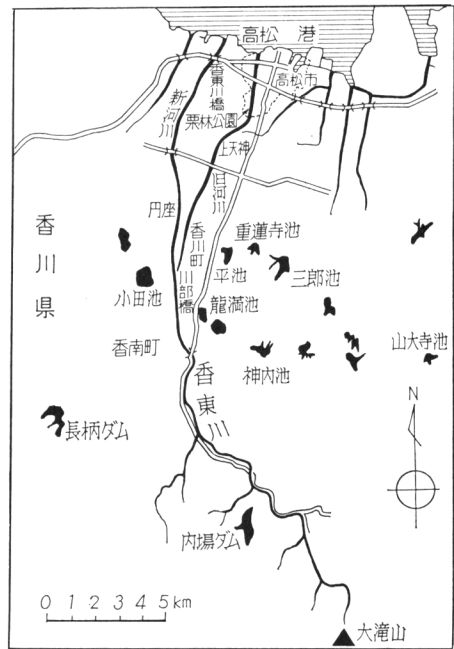 高松港
香東川橋
高松市
新河川
栗林公園
上天神
旧河川
円座
香川県
香川町
川部橋
重蓮寺池
平池
三郎池
小田池
龍満池
香南町
神内池
山大寺池
香東川
長柄ダム
内場ダム
N
0 1 2 3 4 5km
大滝山